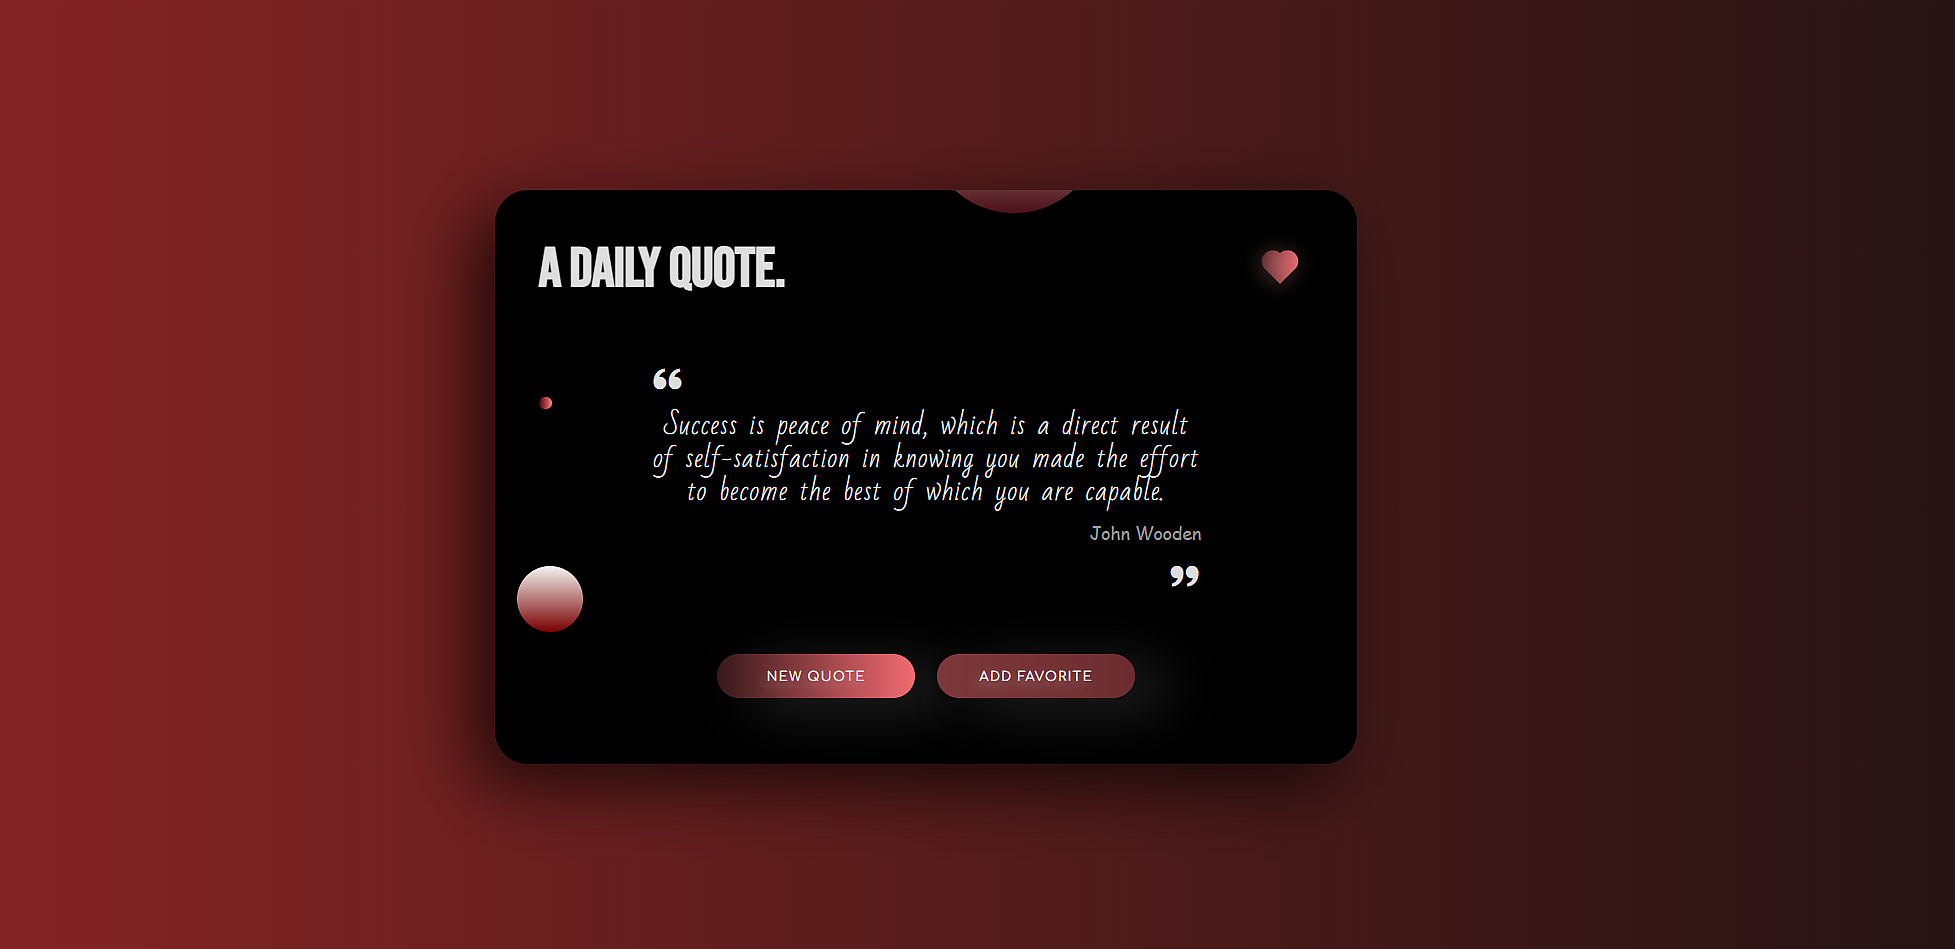 A DAILY QUOTE.
“
Success is peace of mind, which is a direct result
of self-satisfaction in knowing you made the effort
to become the best of which you are capable.
John Wooden
”
NEW QUOTE
ADD FAVORITE